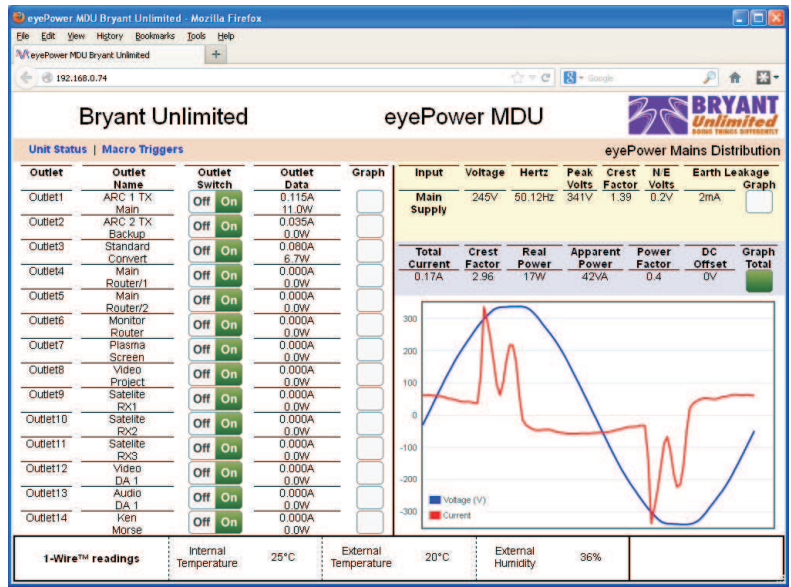 eyePower MDU Bryant Unlimited - Mozilla Firefox
File Edit View History Bookmarks Tools Help
eyePower MDU Bryant Unlimited +
192.168.0.74 Google
Bryant Unlimited eyePower MDU BRYANT
Unlimited
DOING THINGS DIFFERENTLY
Unit Status | Macro Triggers eyePower Mains Distribution
Outlet Outlet Name Outlet Switch Outlet Data Graph
Outlet1 ARC 1 TX Main Off On 0.115A 11.0W
Outlet2 ARC 2 TX Backup Off On 0.035A 0.0W
Outlet3 Standard Convert Off On 0.080A 6.7W
Outlet4 Main Router/1 Off On 0.000A 0.0W
Outlet5 Main Router/2 Off On 0.000A 0.0W
Outlet6 Monitor Router Off On 0.000A 0.0W
Outlet7 Plasma Screen Off On 0.000A 0.0W
Outlet8 Video Project Off On 0.000A 0.0W
Outlet9 Satelite RX1 Off On 0.000A 0.0W
Outlet10 Satelite RX2 Off On 0.000A 0.0W
Outlet11 Satelite RX3 Off On 0.000A 0.0W
Outlet12 Video DA 1 Off On 0.000A 0.0W
Outlet13 Audio DA 1 Off On 0.000A 0.0W
Outlet14 Ken Morse Off On 0.000A 0.0W
Input Voltage Hertz Peak Volts Crest Factor N/E Volts Earth Leakage Graph
Main Supply 245V 50.12Hz 341V 1.39 0.2V 2mA
Total Current Crest Factor Real Power Apparent Power Power Factor DC Offset Graph Total
0.17A 2.96 17W 42VA 0.4 0V
300
200
100
0
-100
-200
-300
Voltage (V)
Current
1-Wire™ readings Internal Temperature 25°C External Temperature 20°C External Humidity 36%